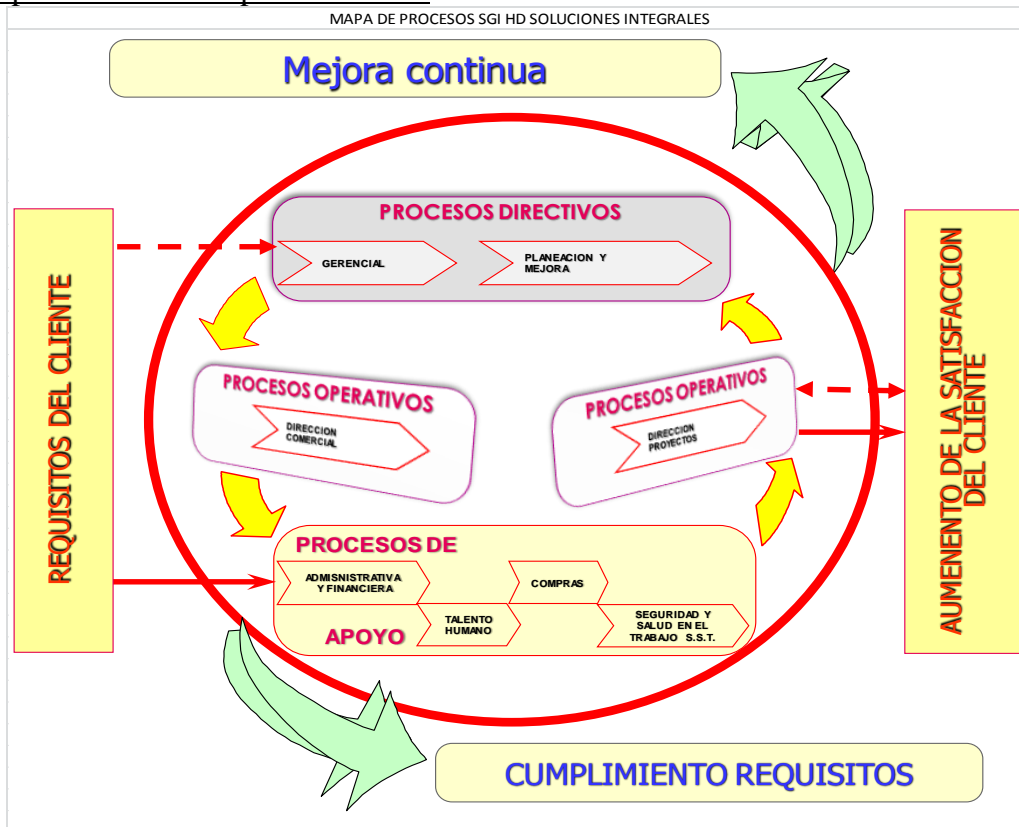 MAPA DE PROCESOS SGI HD SOLUCIONES INTEGRALES
Mejora continua
REQUISITOS DEL CLIENTE
PROCESOS DIRECTIVOS
GERENCIAL
PLANEACION Y
MEJORA
PROCESOS OPERATIVOS
DIRECCION
COMERCIAL
PROCESOS OPERATIVOS
DIRECCION
PROYECTOS
PROCESOS DE
APOYO
ADMISNISTRATIVA
Y FINANCIERA
TALENTO
HUMANO
COMPRAS
SEGURIDAD Y
SALUD EN EL
TRABAJO S.S.T.
AUMENENTO DE LA SATISFACCION
DEL CLIENTE
CUMPLIMIENTO REQUISITOS